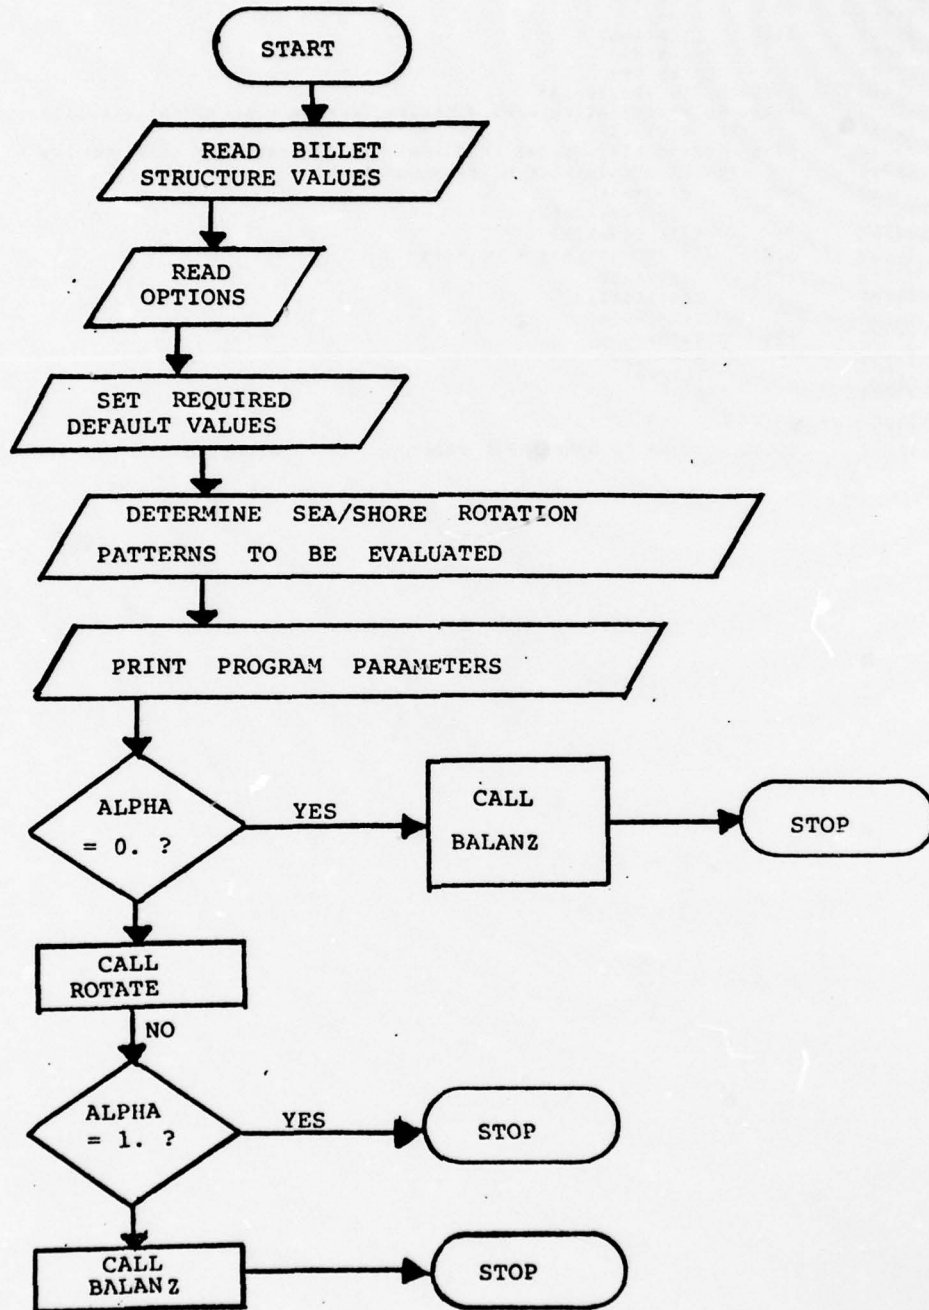 START
READ BILLET
STRUCTURE VALUES
READ
OPTIONS
SET REQUIRED
DEFAULT VALUES
DETERMINE SEA/SHORE ROTATION
PATTERNS TO BE EVALUATED
PRINT PROGRAM PARAMETERS
ALPHA
= 0. ?
YES
CALL
BALANZ
STOP
CALL
ROTATE
NO
ALPHA
= 1. ?
YES
STOP
CALL
BALANZ
STOP